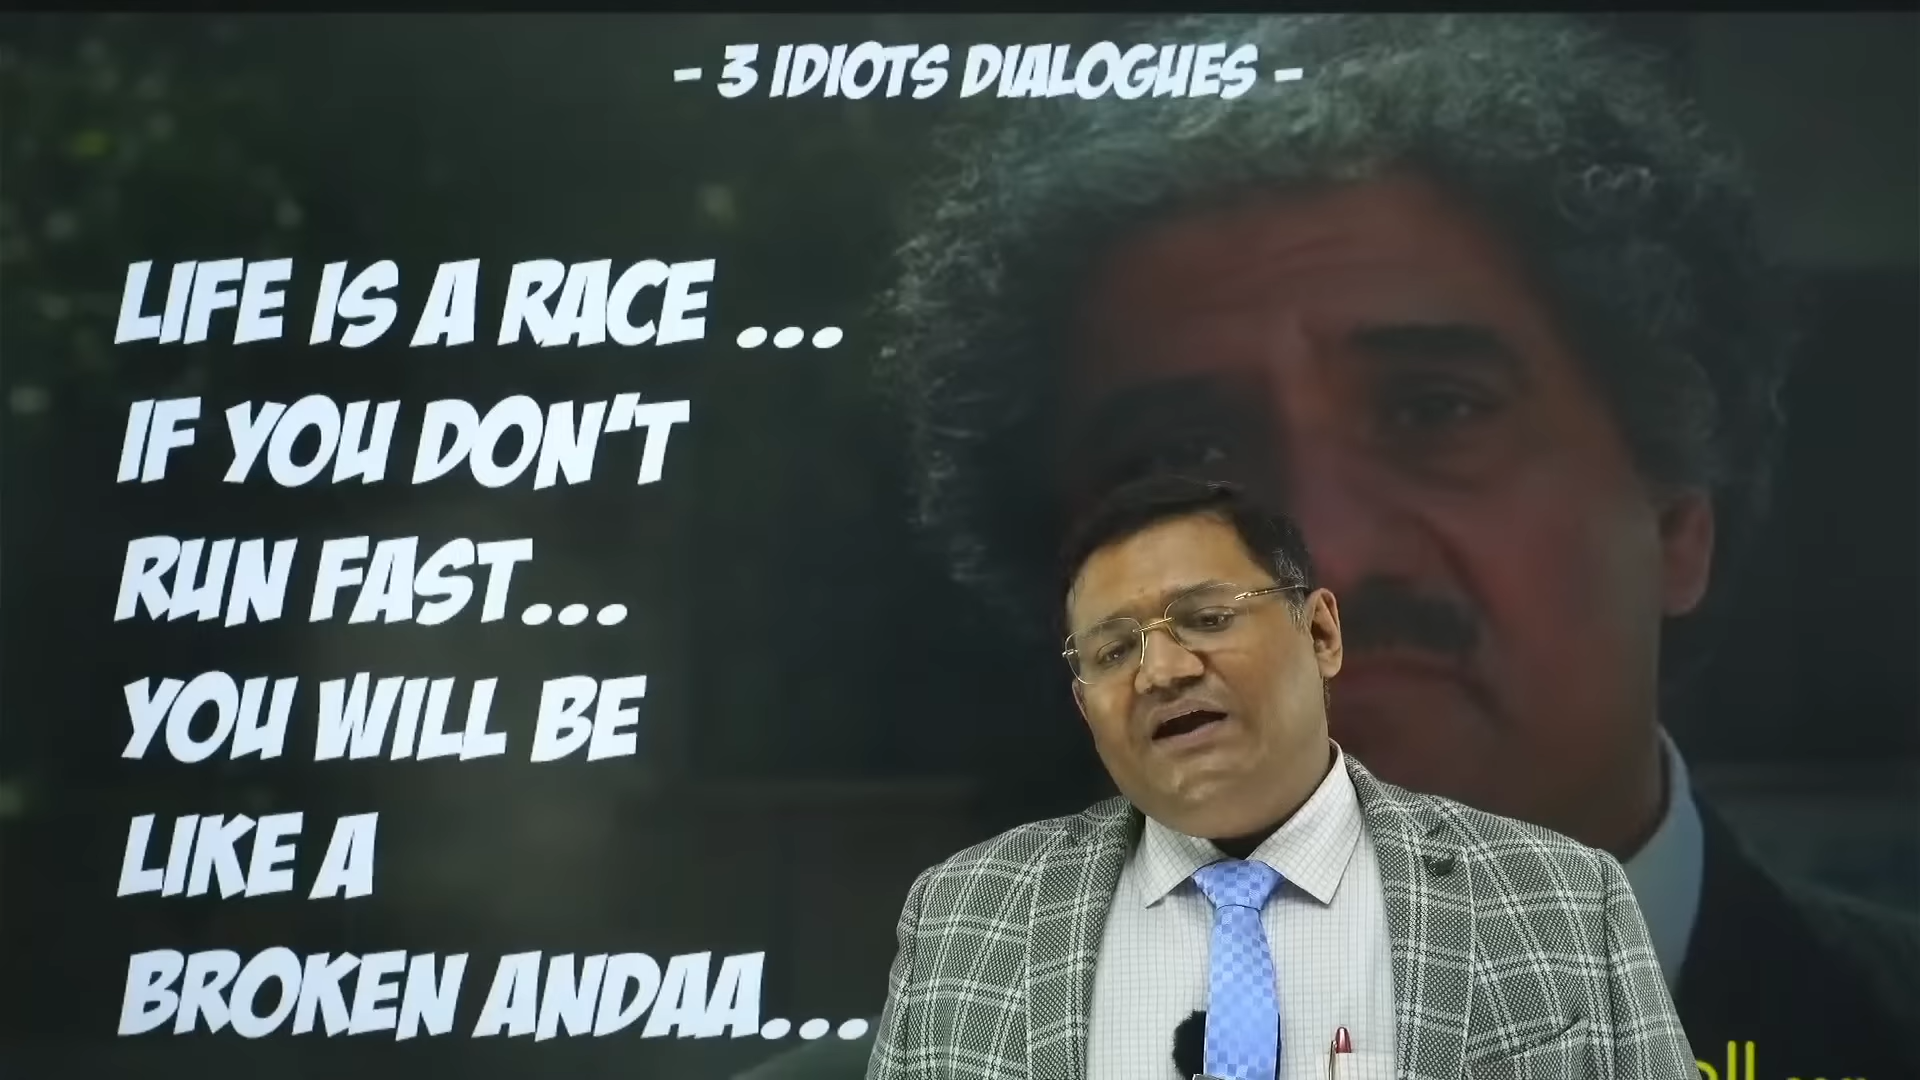 - 3 IDIOTS DIALOGUES -
LIFE IS A RACE ...
IF YOU DON'T
RUN FAST...
YOU WILL BE
LIKE A
BROKEN ANDAA...